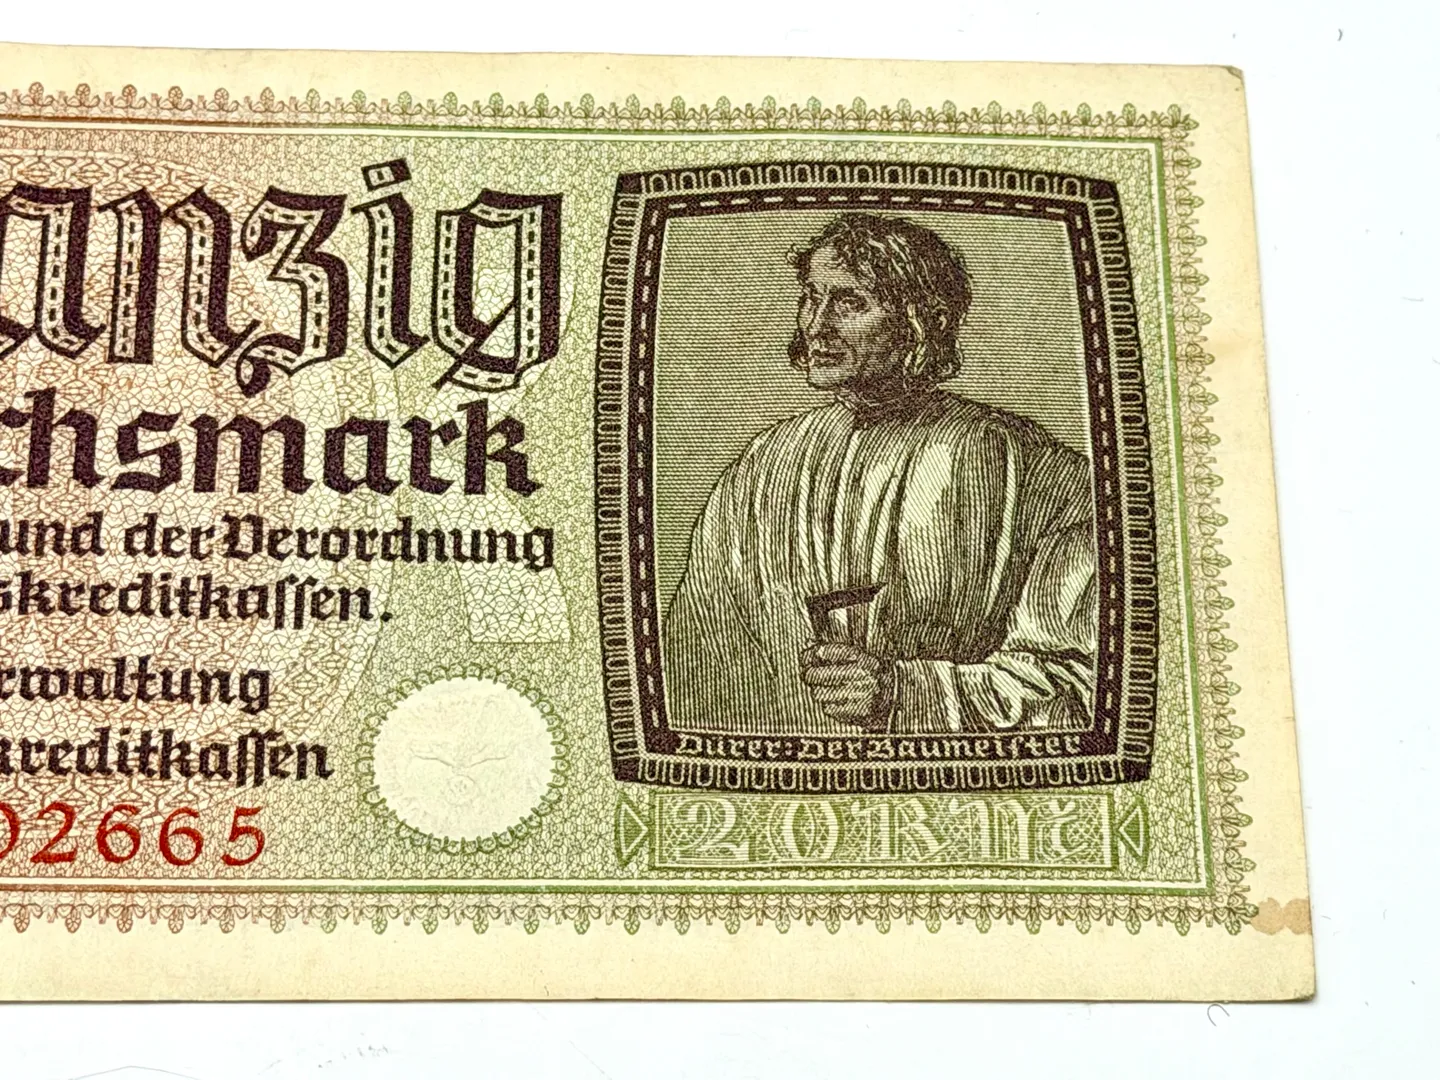 anzig
chsmark
und der Verordnung
skreditkassen.
rwaltung
kreditkassen
02665
Dürer: Der Baumeister
20 RM